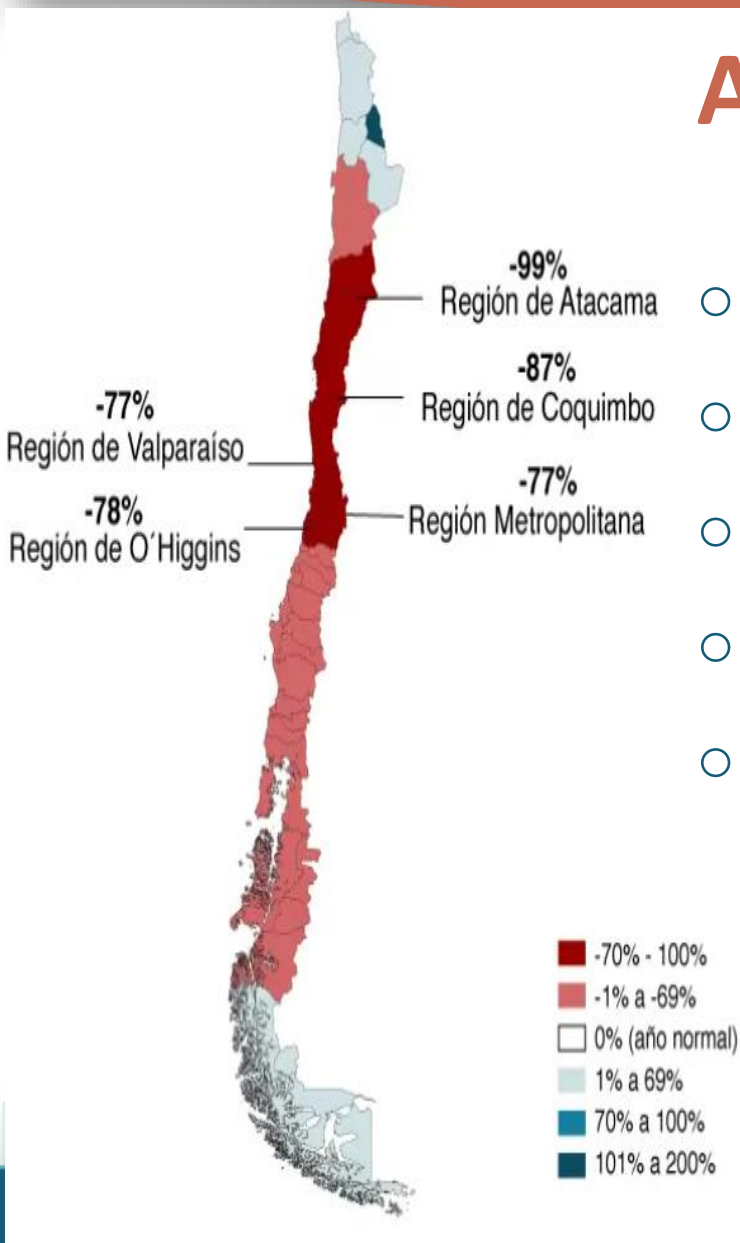 A
-99%
Región de Atacama
-87%
Región de Coquimbo
-77%
Región de Valparaíso
-77%
Región Metropolitana
-78%
Región de O´Higgins
-70% - 100%
-1% a -69%
0% (año normal)
1% a 69%
70% a 100%
101% a 200%